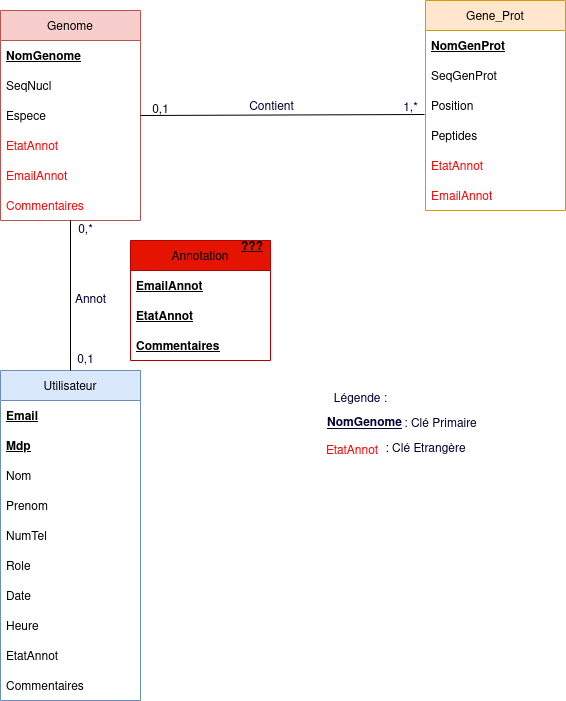 Genome
NomGenome
SeqNucl
Espece
EtatAnnot
EmailAnnot
Commentaires
0,1
Contient
1,*
Gene_Prot
NomGenProt
SeqGenProt
Position
Peptides
EtatAnnot
EmailAnnot
0,*
Annot
0,1
???
Annotation
EmailAnnot
EtatAnnot
Commentaires
Utilisateur
Email
Mdp
Nom
Prenom
NumTel
Role
Date
Heure
EtatAnnot
Commentaires
Légende :
NomGenome : Clé Primaire
EtatAnnot : Clé Etrangère